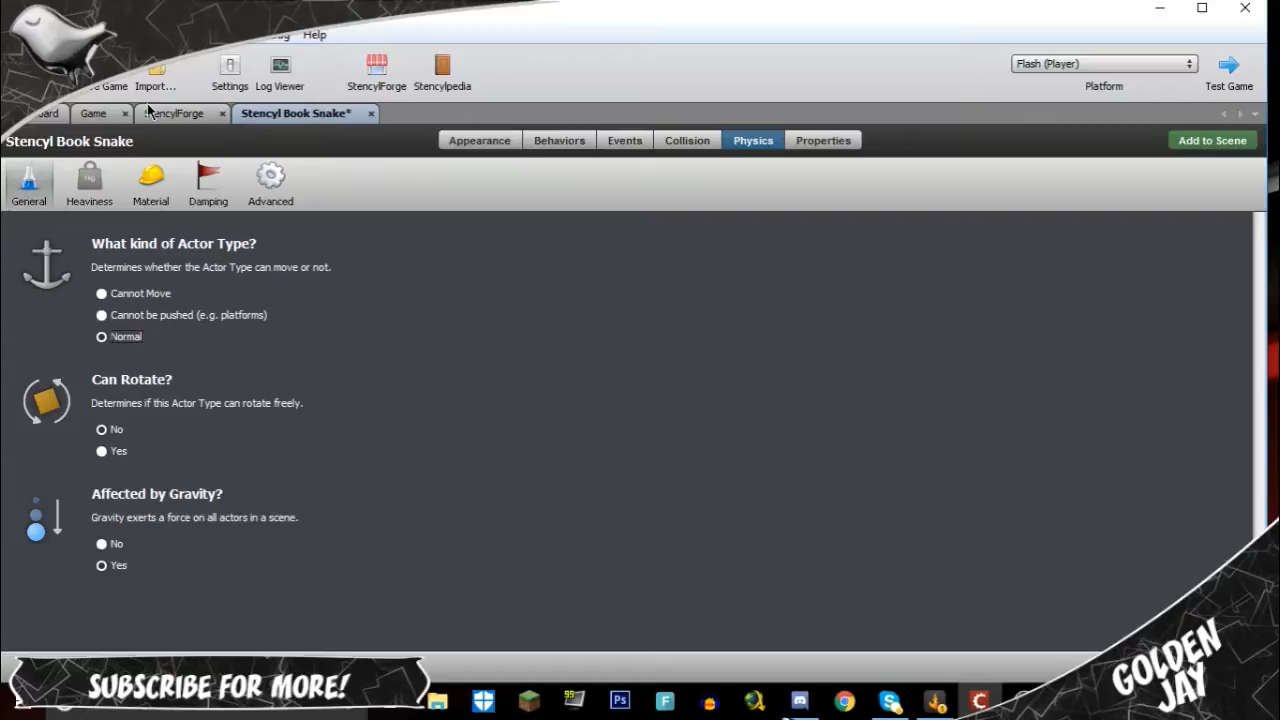 Help
Game
Import...
Settings
Log Viewer
StencylForge
Stencylpedia
Flash (Player)
Platform
Test Game
Game
StencylForge
Stencyl Book Snake*
Stencyl Book Snake
Appearance
Behaviors
Events
Collision
Physics
Properties
Add to Scene
1kg
General
Heaviness
Material
Damping
Advanced
What kind of Actor Type?
Determines whether the Actor Type can move or not.
Cannot Move
Cannot be pushed (e.g. platforms)
Normal
Can Rotate?
Determines if this Actor Type can rotate freely.
No
Yes
Affected by Gravity?
Gravity exerts a force on all actors in a scene.
No
Yes
SUBSCRIBE FOR MORE!
99
Ps
F
GOLDEN
JAY